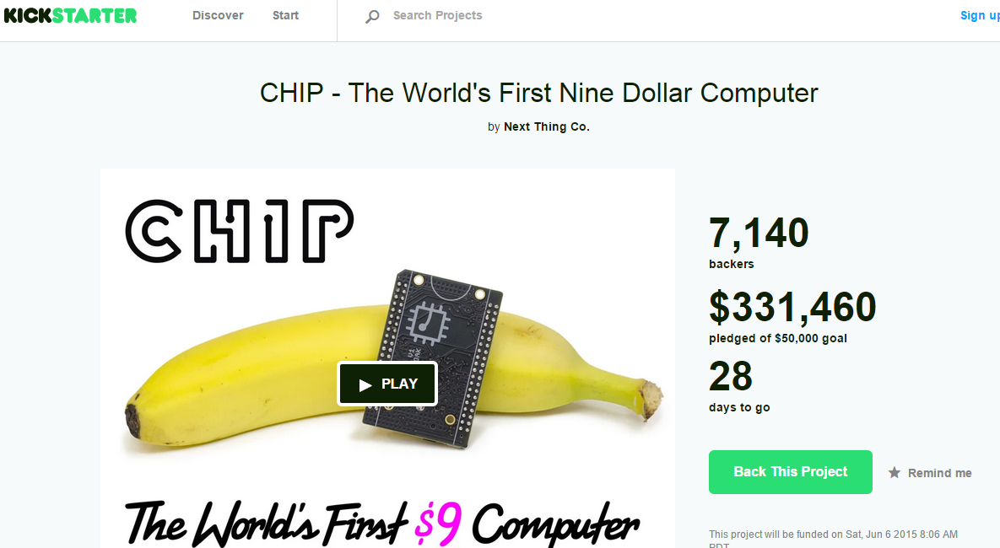 KICKSTARTER
Discover
Start
Search Projects
Sign up
CHIP - The World's First Nine Dollar Computer
by Next Thing Co.
CHIP
PLAY
The World's First $9 Computer
7,140
backers
$331,460
pledged of $50,000 goal
28
days to go
Back This Project
Remind me
This project will be funded on Sat, Jun 6 2015 8:06 AM
PDT.